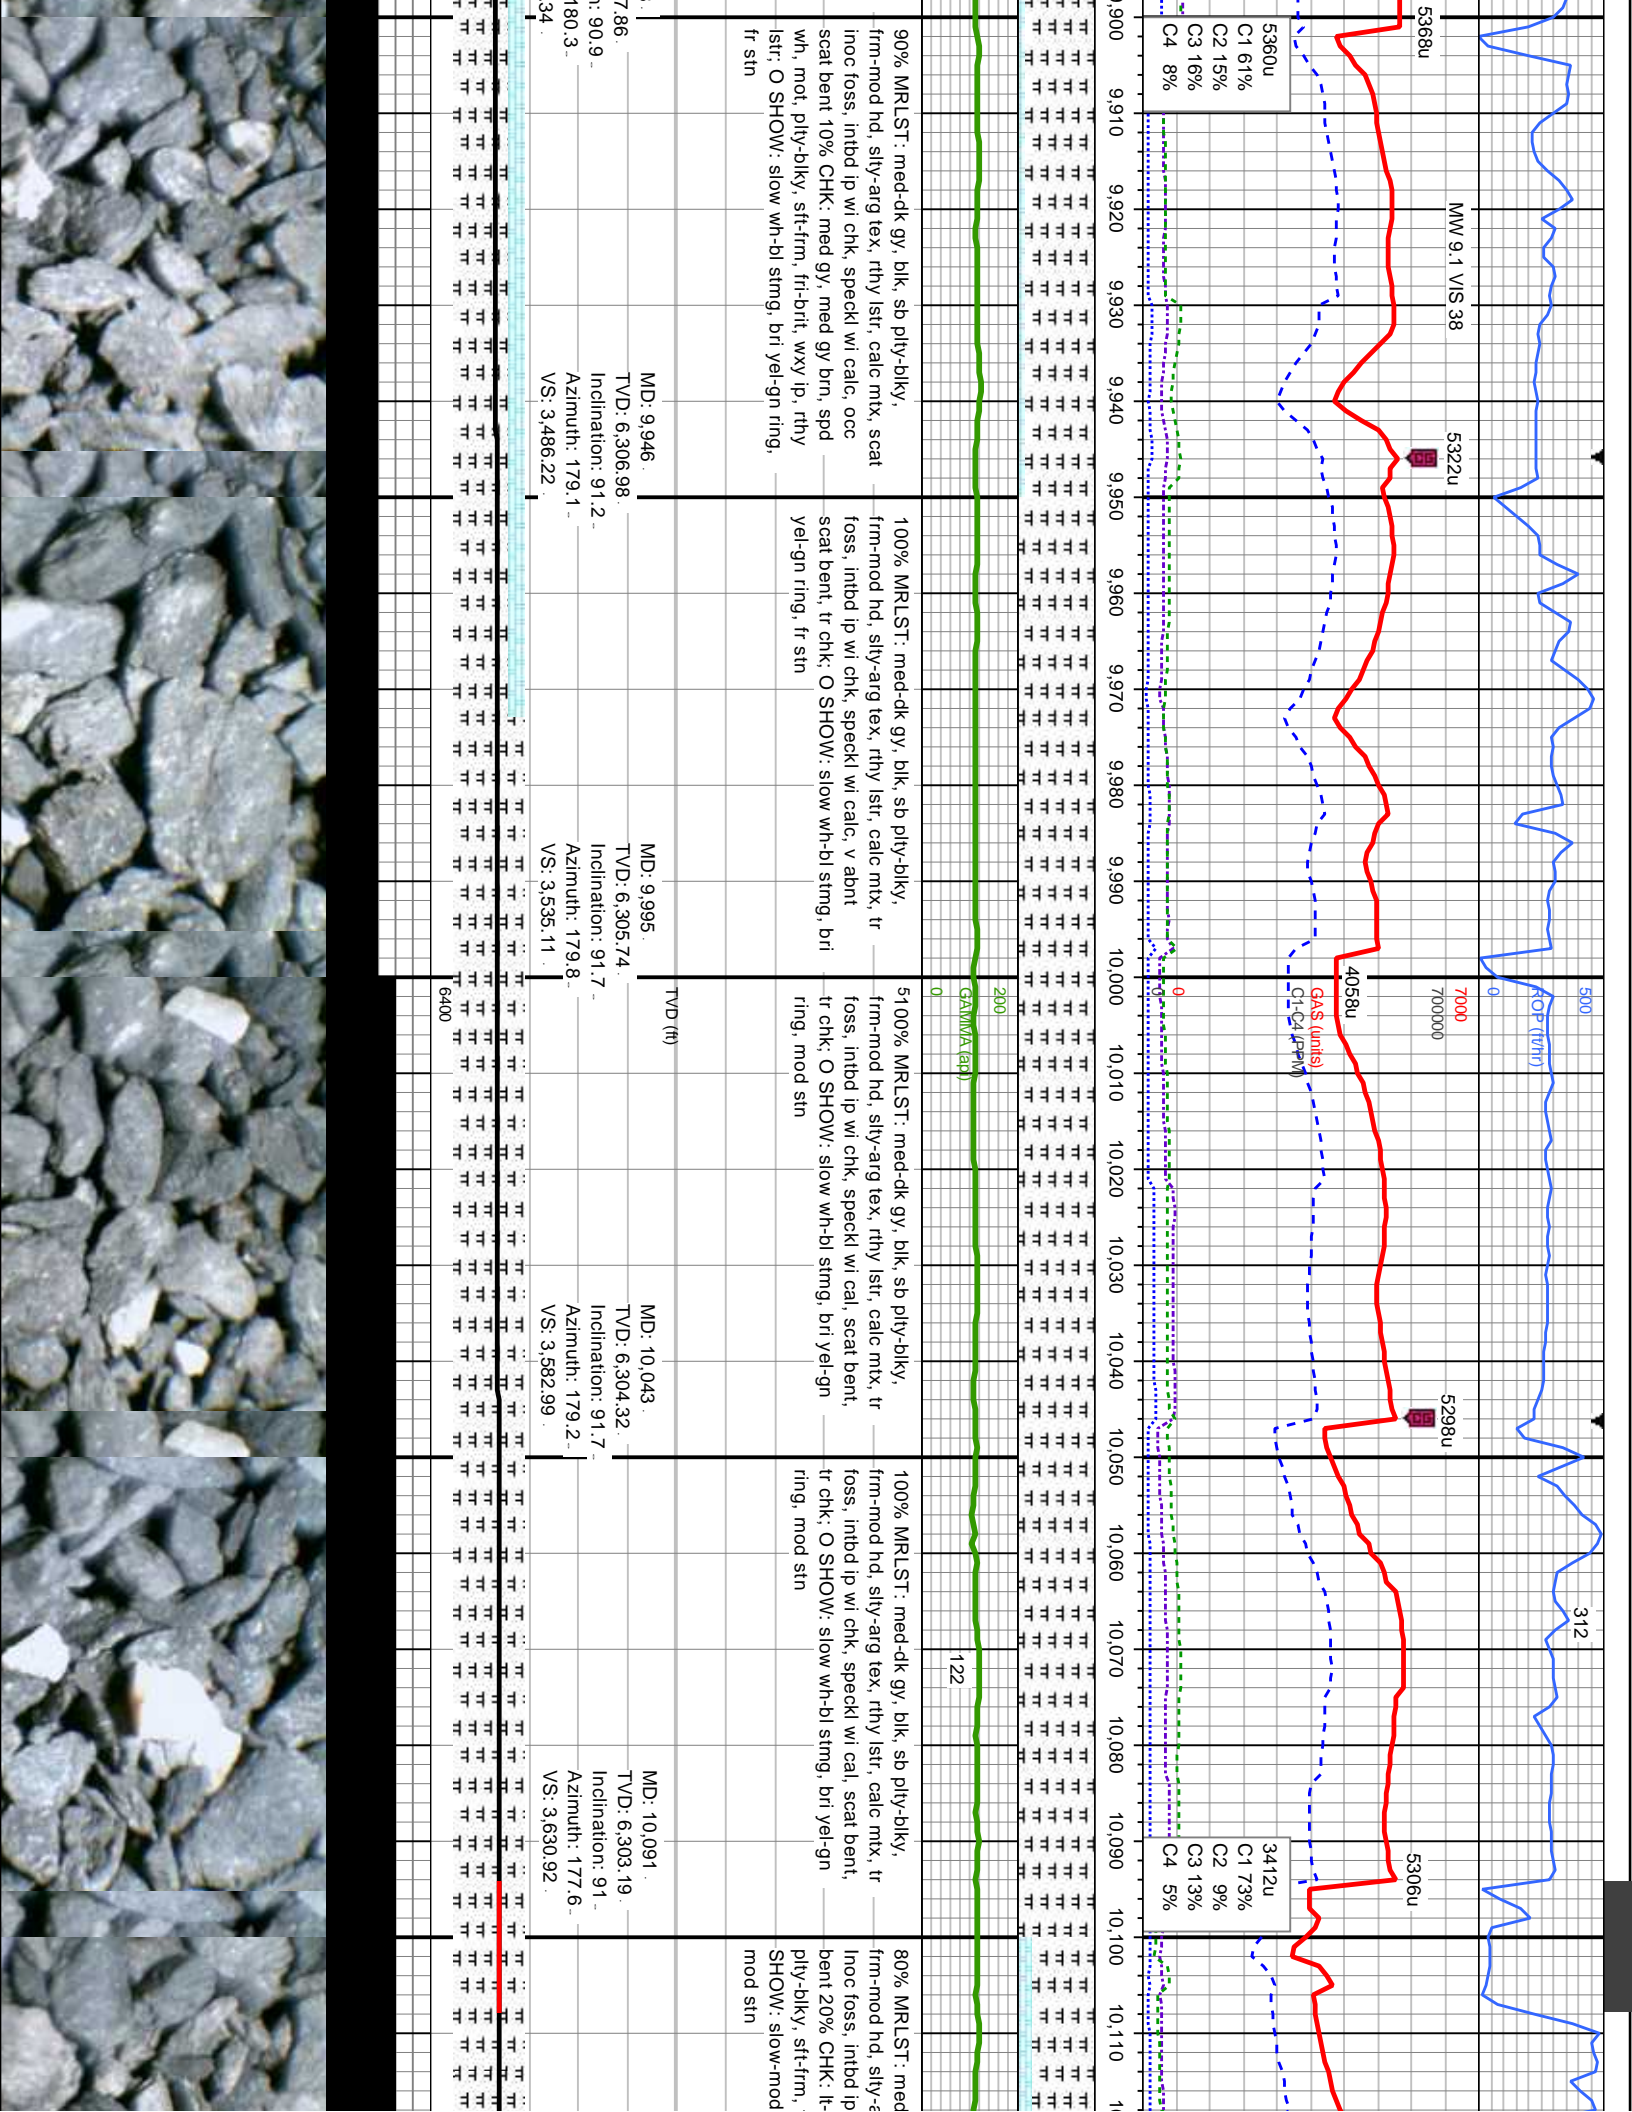 5368u
MW 9.1 VIS 38
5322u
4058u
5298u
5306u
312
0 ROP (ft/hr) 500
7000
700000
GAS (units)
C1-C4 (PPM)
0
5360u
C1 61%
C2 15%
C3 16%
C4 8%
3412u
C1 73%
C2 9%
C3 13%
C4 5%
9,900 9,910 9,920 9,930 9,940 9,950 9,960 9,970 9,980 9,990 10,000 10,010 10,020 10,030 10,040 10,050 10,060 10,070 10,080 10,090 10,100 10,110
0 GAMMA (api) 200
122
90% MRLST: med-dk gy, blk, sb plty-blky,
frm-mod hd, slty-arg tex, rthy lstr, calc mtx, scat
inoc foss, intbd ip wi chk, speckl wi calc, occ
scat bent 10% CHK: med gy, med gy brn, spd
wh, mot, plty-blky, sft-frm, fri-brit, wxy ip, rthy
lstr; O SHOW: slow wh-bl stmg, bri yel-gn ring,
fr stn
100% MRLST: med-dk gy, blk, sb plty-blky,
frm-mod hd, slty-arg tex, rthy lstr, calc mtx, tr
foss, intbd ip wi chk, speckl wi calc, v abnt
scat bent, tr chk; O SHOW: slow wh-bl stmg, bri
yel-gn ring, fr stn
5100% MRLST: med-dk gy, blk, sb plty-blky,
frm-mod hd, slty-arg tex, rthy lstr, calc mtx, tr
foss, intbd ip wi chk, speckl wi cal, scat bent,
tr chk; O SHOW: slow wh-bl stmg, bri yel-gn
ring, mod stn
100% MRLST: med-dk gy, blk, sb plty-blky,
frm-mod hd, slty-arg tex, rthy lstr, calc mtx, tr
foss, intbd ip wi chk, speckl wi cal, scat bent,
tr chk; O SHOW: slow wh-bl stmg, bri yel-gn
ring, mod stn
80% MRLST: med
frm-mod hd, slty-a
inoc foss, intbd ip
bent 20% CHK: lt-
plty-blky, sft-frm,
SHOW: slow-mod
mod stn
TVD (ft)
6400
7.86
n: 90.9
180.3
.34
MD: 9,946
TVD: 6,306.98
Inclination: 91.2
Azimuth: 179.1
VS: 3,486.22
MD: 9,995
TVD: 6,305.74
Inclination: 91.7
Azimuth: 179.8
VS: 3,535.11
MD: 10,043
TVD: 6,304.32
Inclination: 91.7
Azimuth: 179.2
VS: 3,582.99
MD: 10,091
TVD: 6,303.19
Inclination: 91
Azimuth: 177.6
VS: 3,630.92